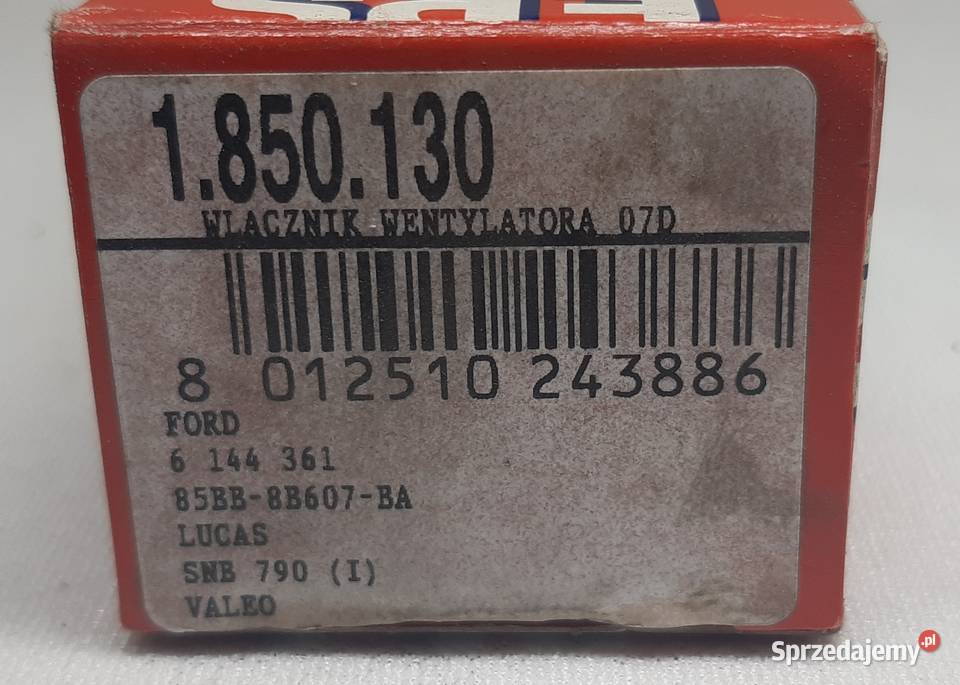 EPS
1.850.130
WLACZNIK WENTYLATORA 07D
8 012510 243886
FORD
6 144 361
85BB-8B607-BA
LUCAS
SNB 790 (I)
VALEO
Sprzedajemy.pl